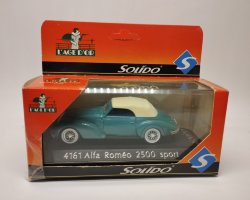 L'AGE D'OR
SOLIDO
S
L'AGE D'OR
4161 Alfa Roméo 2500 sport
SOLIDO
S